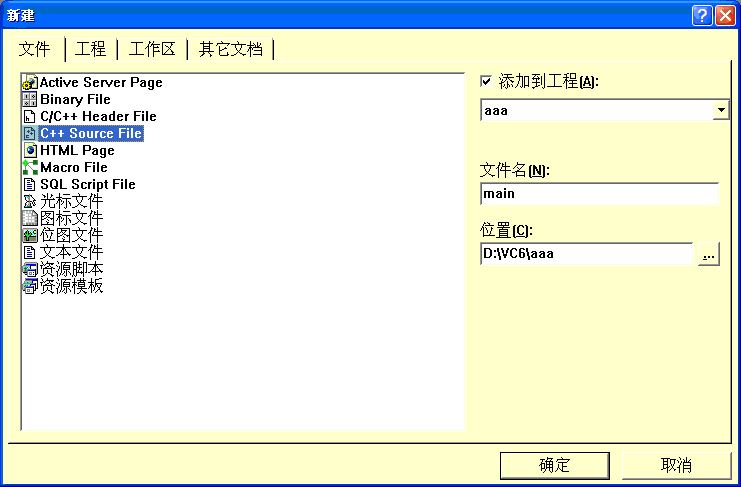 新建
文件 工程 工作区 其它文档
Active Server Page
Binary File
C/C++ Header File
C++ Source File
HTML Page
Macro File
SQL Script File
光标文件
图标文件
位图文件
文本文件
资源脚本
资源模板
添加到工程(A):
aaa
文件名(N):
main
位置(C):
D:\VC6\aaa
...
确定 取消